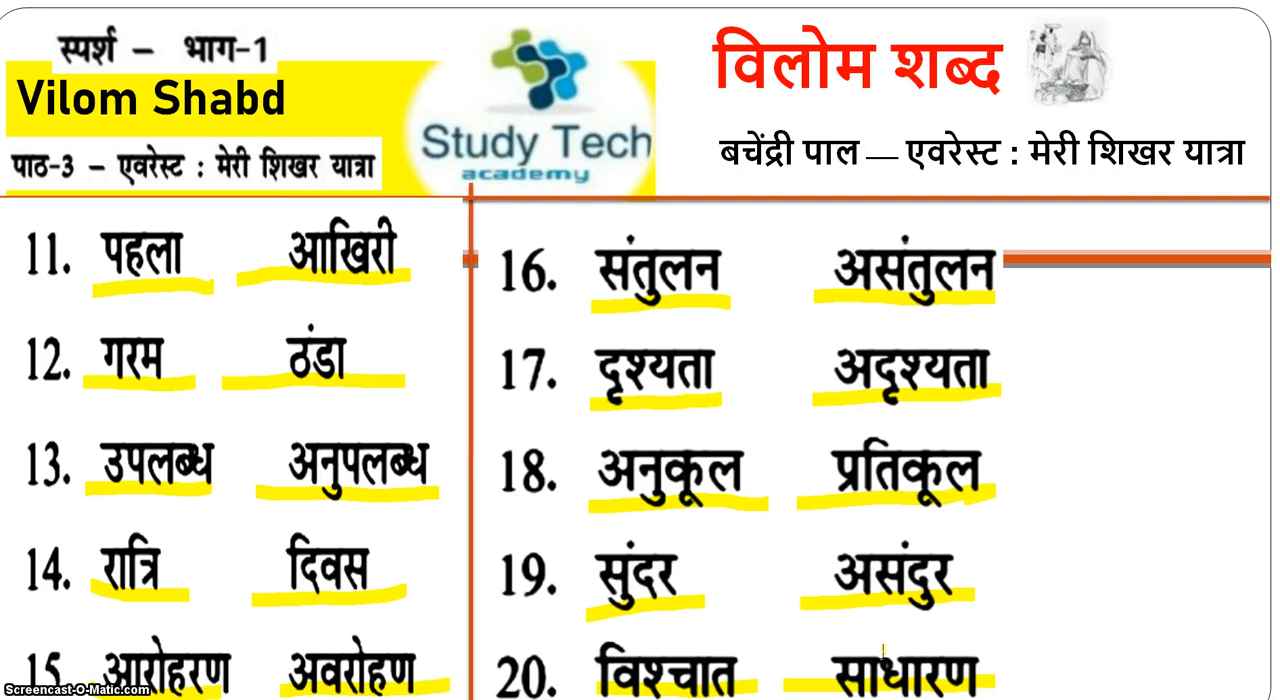 स्पर्श – भाग-1
Vilom Shabd
पाठ-3 – एवरेस्ट : मेरी शिखर यात्रा
Study Tech
academy
विलोम शब्द
बचेंद्री पाल — एवरेस्ट : मेरी शिखर यात्रा
11. पहला आखिरी
12. गरम ठंडा
13. उपलब्ध अनुपलब्ध
14. रात्रि दिवस
15. आरोहरण अवरोहण
16. संतुलन असंतुलन
17. दृश्यता अदृश्यता
18. अनुकूल प्रतिकूल
19. सुंदर असंदुर
20. विश्चात साधारण
Screencast-O-Matic.com